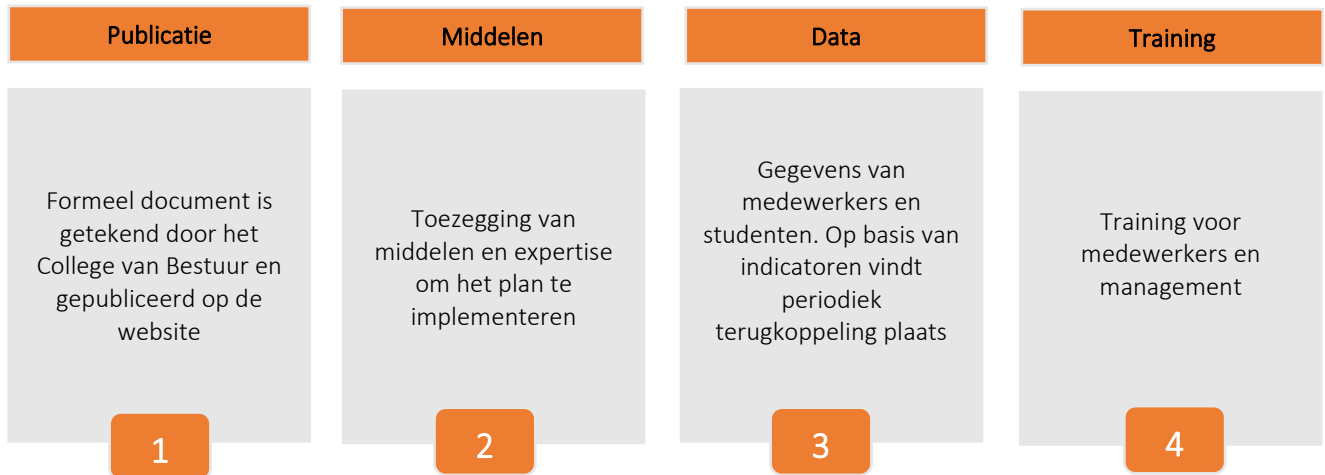 Publicatie
Formeel document is
getekend door het
College van Bestuur en
gepubliceerd op de
website
1
Middelen
Toezegging van
middelen en expertise
om het plan te
implementeren
2
Data
Gegevens van
medewerkers en
studenten. Op basis van
indicatoren vindt
periodiek
terugkoppeling plaats
3
Training
Training voor
medewerkers en
management
4